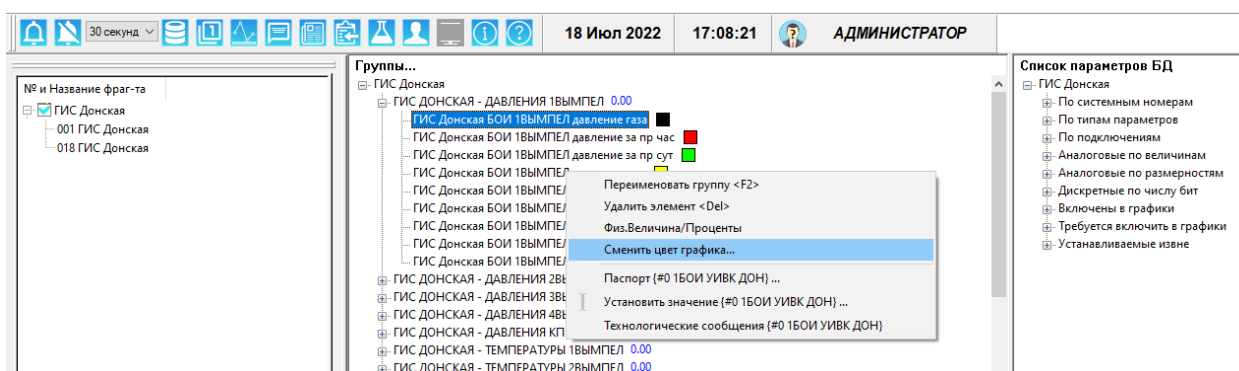 30 секунд
18 Июл 2022
17:08:21
АДМИНИСТРАТОР
№ и Название фраг-та
ГИС Донская
001 ГИС Донская
018 ГИС Донская
Группы...
ГИС Донская
ГИС ДОНСКАЯ - ДАВЛЕНИЯ 1ВЫМПЕЛ 0.00
ГИС Донская БОИ 1ВЫМПЕЛ давление газа
ГИС Донская БОИ 1ВЫМПЕЛ давление за пр час
ГИС Донская БОИ 1ВЫМПЕЛ давление за пр сут
ГИС Донская БОИ 1ВЫМПЕЛ
ГИС Донская БОИ 1ВЫМПЕЛ
ГИС Донская БОИ 1ВЫМПЕЛ
ГИС Донская БОИ 1ВЫМПЕЛ
ГИС Донская БОИ 1ВЫМПЕЛ
ГИС Донская БОИ 1ВЫМПЕЛ
ГИС ДОНСКАЯ - ДАВЛЕНИЯ 2ВЫ
ГИС ДОНСКАЯ - ДАВЛЕНИЯ 3ВЫ
ГИС ДОНСКАЯ - ДАВЛЕНИЯ 4ВЫ
ГИС ДОНСКАЯ - ДАВЛЕНИЯ КП
ГИС ДОНСКАЯ - ТЕМПЕРАТУРЫ 1ВЫМПЕЛ 0.00
ГИС ДОНСКАЯ - ТЕМПЕРАТУРЫ 2ВЫМПЕЛ 0.00
Переименовать группу <F2>
Удалить элемент <Del>
Физ.Величина/Проценты
Сменить цвет графика...
Паспорт {#0 1БОИ УИВК ДОН} ...
Установить значение {#0 1БОИ УИВК ДОН} ...
Технологические сообщения {#0 1БОИ УИВК ДОН}
Список параметров БД
ГИС Донская
По системным номерам
По типам параметров
По подключениям
Аналоговые по величинам
Аналоговые по размерностям
Дискретные по числу бит
Включены в графики
Требуется включить в графики
Устанавливаемые извне